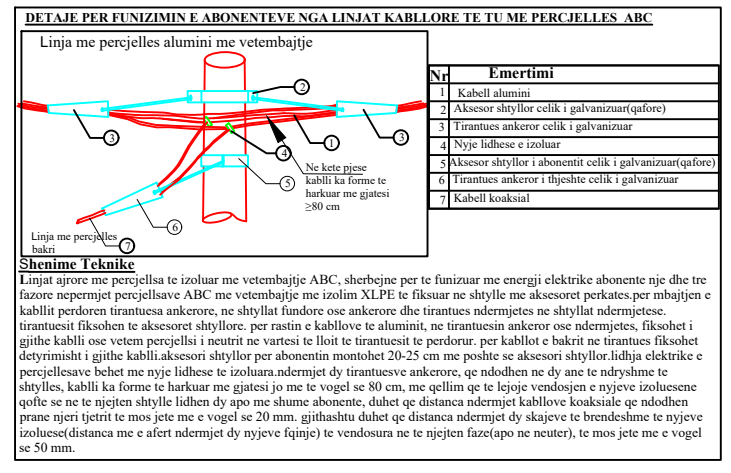 DETAJE PER FUNIZIMIN E ABONENTEVE NGA LINJAT KABLLORE TE TU ME PERCJELLES  ABC
Linja me percjelles alumini me vetembajtje
2
3
1
3
4
Ne kete pjese
kablli ka forme te
harkuar me gjatesi
≥80 cm
5
6
Linja me percjelles
bakri
7
Nr Emertimi
1 Kabell alumini
2 Aksesor shtyllor celik i galvanizuar(qafore)
3 Tirantues ankeror celik i galvanizuar
4 Nyje lidhese e izoluar
5 Aksesor shtyllor i abonentit celik i galvanizuar(qafore)
6 Tirantues ankeror i thjeshte celik i galvanizuar
7 Kabell koaksial
Shenime Teknike
Linjat ajrore me percjellsa te izoluar me vetembajtje ABC, sherbejne per te funizuar me energji elektrike abonente nje dhe tre
fazore nepermjet percjellsave ABC me vetembajtje me izolim XLPE te fiksuar ne shtylle me aksesoret perkates.per mbajtjen e
kabllit perdoren tirantuesa ankerore, ne shtyllat fundore ose ankerore dhe tirantues ndermjetes ne shtyllat ndermjetese.
tirantuesit fiksohen te aksesoret shtyllore. per rastin e kabllove te aluminit, ne tirantuesin ankeror ose ndermjetes, fiksohet i
gjithe kablli ose vetem percjellsi i neutrit ne vartesi te lloit te tirantuesit te perdorur. per kabllot e bakrit ne tirantues fiksohet
detyrimisht i gjithe kablli.aksesori shtyllor per abonentin montohet 20-25 cm me poshte se aksesori shtyllor.lidhja elektrike e
percjellesave behet me nyje lidhese te izoluara.ndermjet dy tirantuesve ankerore, qe ndodhen ne dy ane te ndryshme te
shtylles, kablli ka forme te harkuar me gjatesi jo me te vogel se 80 cm, me qellim qe te lejoje vendosjen e nyjeve izoluesene
qofte se ne te njejten shtylle lidhen dy apo me shume abonente, duhet qe distanca ndermjet kabllove koaksiale qe ndodhen
prane njeri tjetrit te mos jete me e vogel se 20 mm. gjithashtu duhet qe distanca ndermjet dy skajeve te brendeshme te nyjeve
izoluese(distanca me e afert ndermjet dy nyjeve fqinje) te vendosura ne te njejten faze(apo ne neuter), te mos jete me e vogel
se 50 mm.